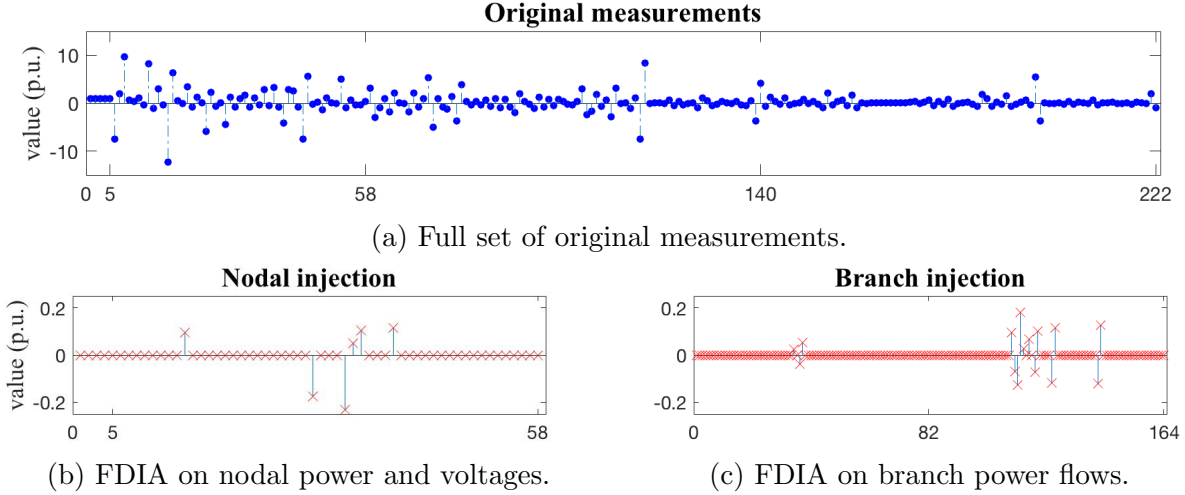 Original measurements
value (p.u.)
10
0
-10
0 5 58 140 222
(a) Full set of original measurements.
Nodal injection Branch injection
value (p.u.)
0.2 0.2
0 0
-0.2 -0.2
0 5 58 0 82 164
(b) FDIA on nodal power and voltages. (c) FDIA on branch power flows.